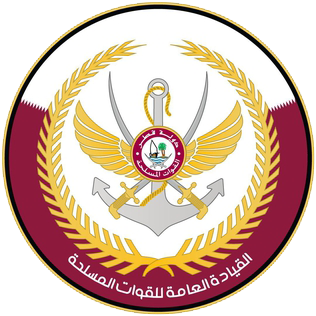 دولة قطر
القوات المسلحة
القيادة العامة للقوات المسلحة